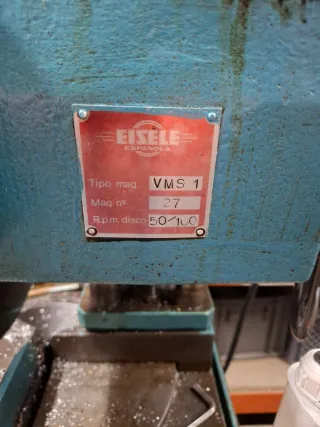 EISELE
ESPAÑOLA
Tipo maq. VMS 1
Maq nº 27
R.p.m. disco 50/100